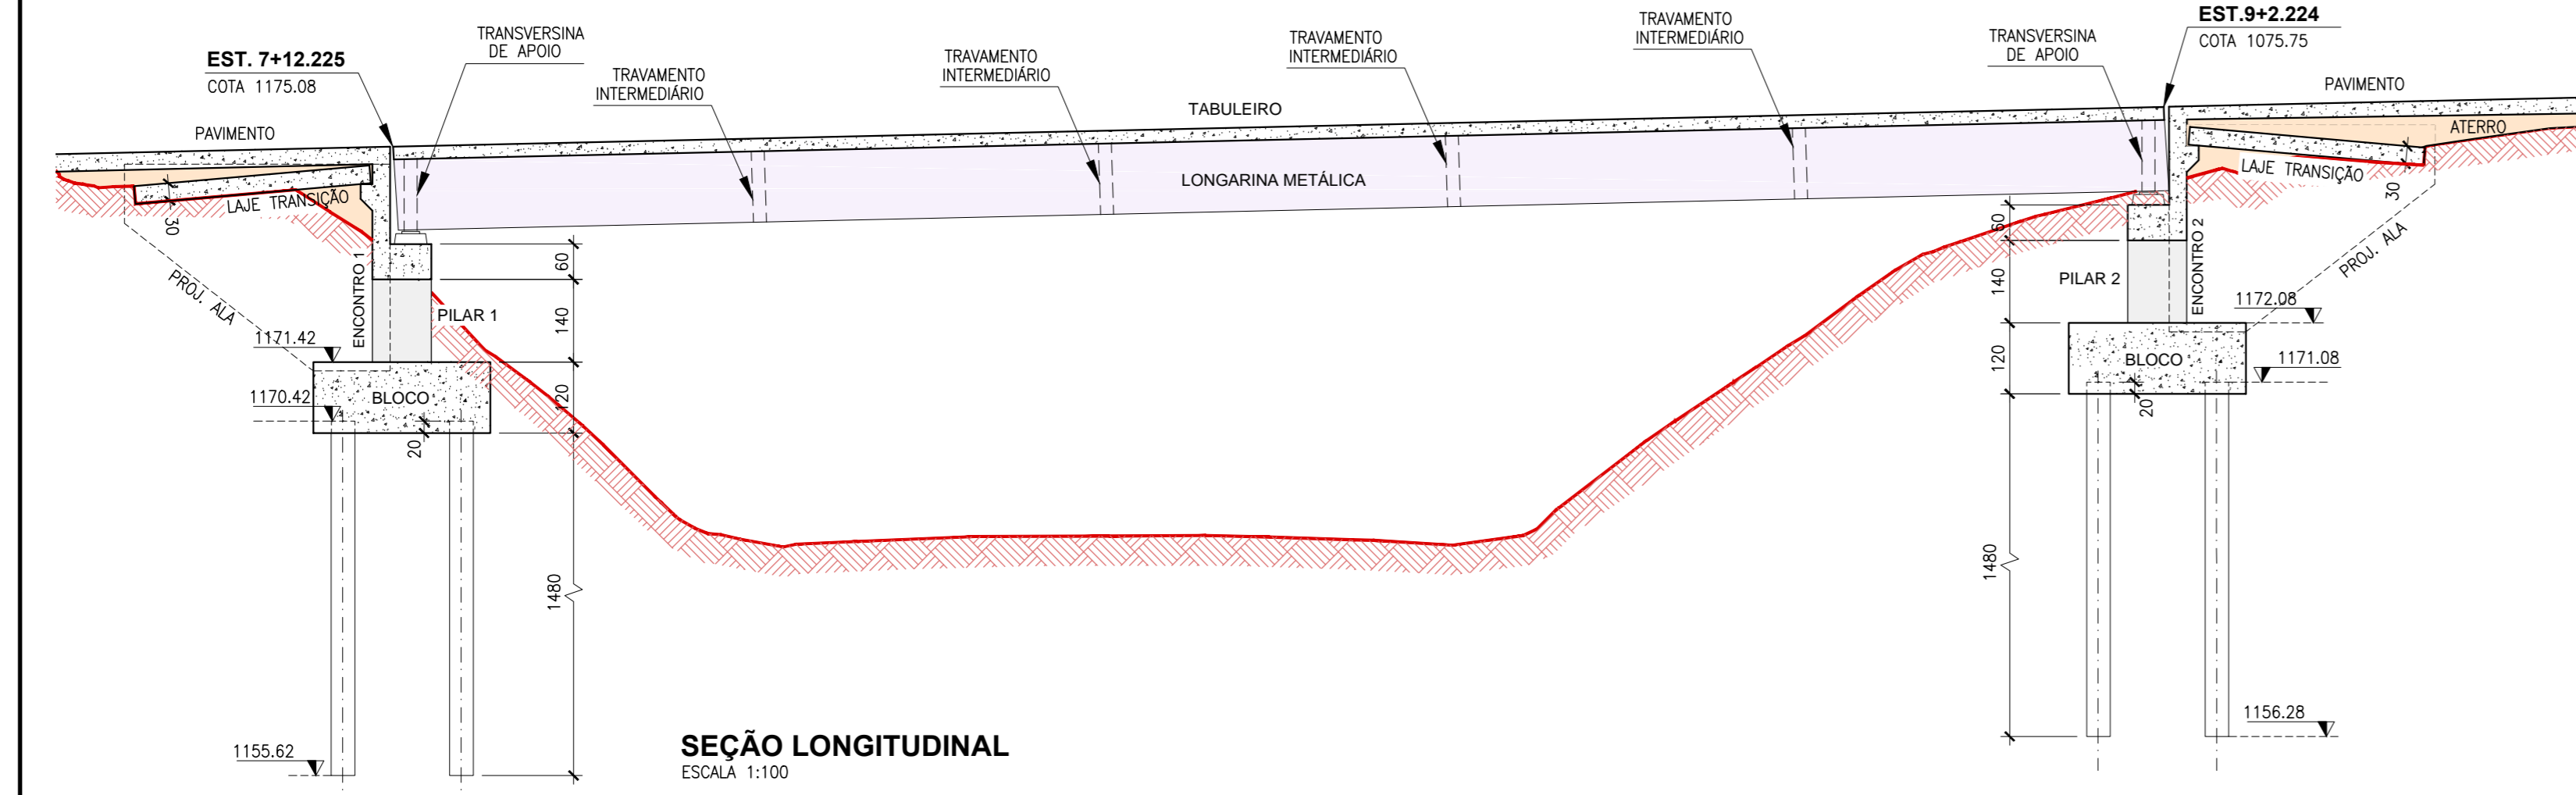 EST.9+2.224
COTA 1075.75
TRAVAMENTO
INTERMEDIÁRIO
TRANSVERSINA
DE APOIO
TRAVAMENTO
INTERMEDIÁRIO
TRANSVERSINA
DE APOIO
EST. 7+12.225
COTA 1175.08
TRAVAMENTO
INTERMEDIÁRIO
TRAVAMENTO
INTERMEDIÁRIO
PAVIMENTO
TABULEIRO
PAVIMENTO
ATERRO
LONGARINA METÁLICA
LAJE TRANSIÇÃO
30
LAJE TRANSIÇÃO
30
PROJ. ALA
ENCONTRO 1
60
PILAR 1
140
1171.42
120
1170.42
BLOCO
20
1480
1155.62
60
PILAR 2
140
ENCONTRO 2
PROJ. ALA
1172.08
120
BLOCO
1171.08
20
1480
1156.28
SEÇÃO LONGITUDINAL
ESCALA 1:100